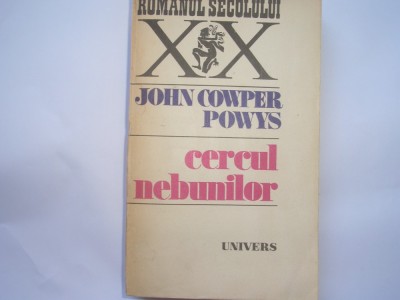 ROMANUL SECOLULUI
XX
JOHN COWPER
POWYS
cercul
nebunilor
UNIVERS